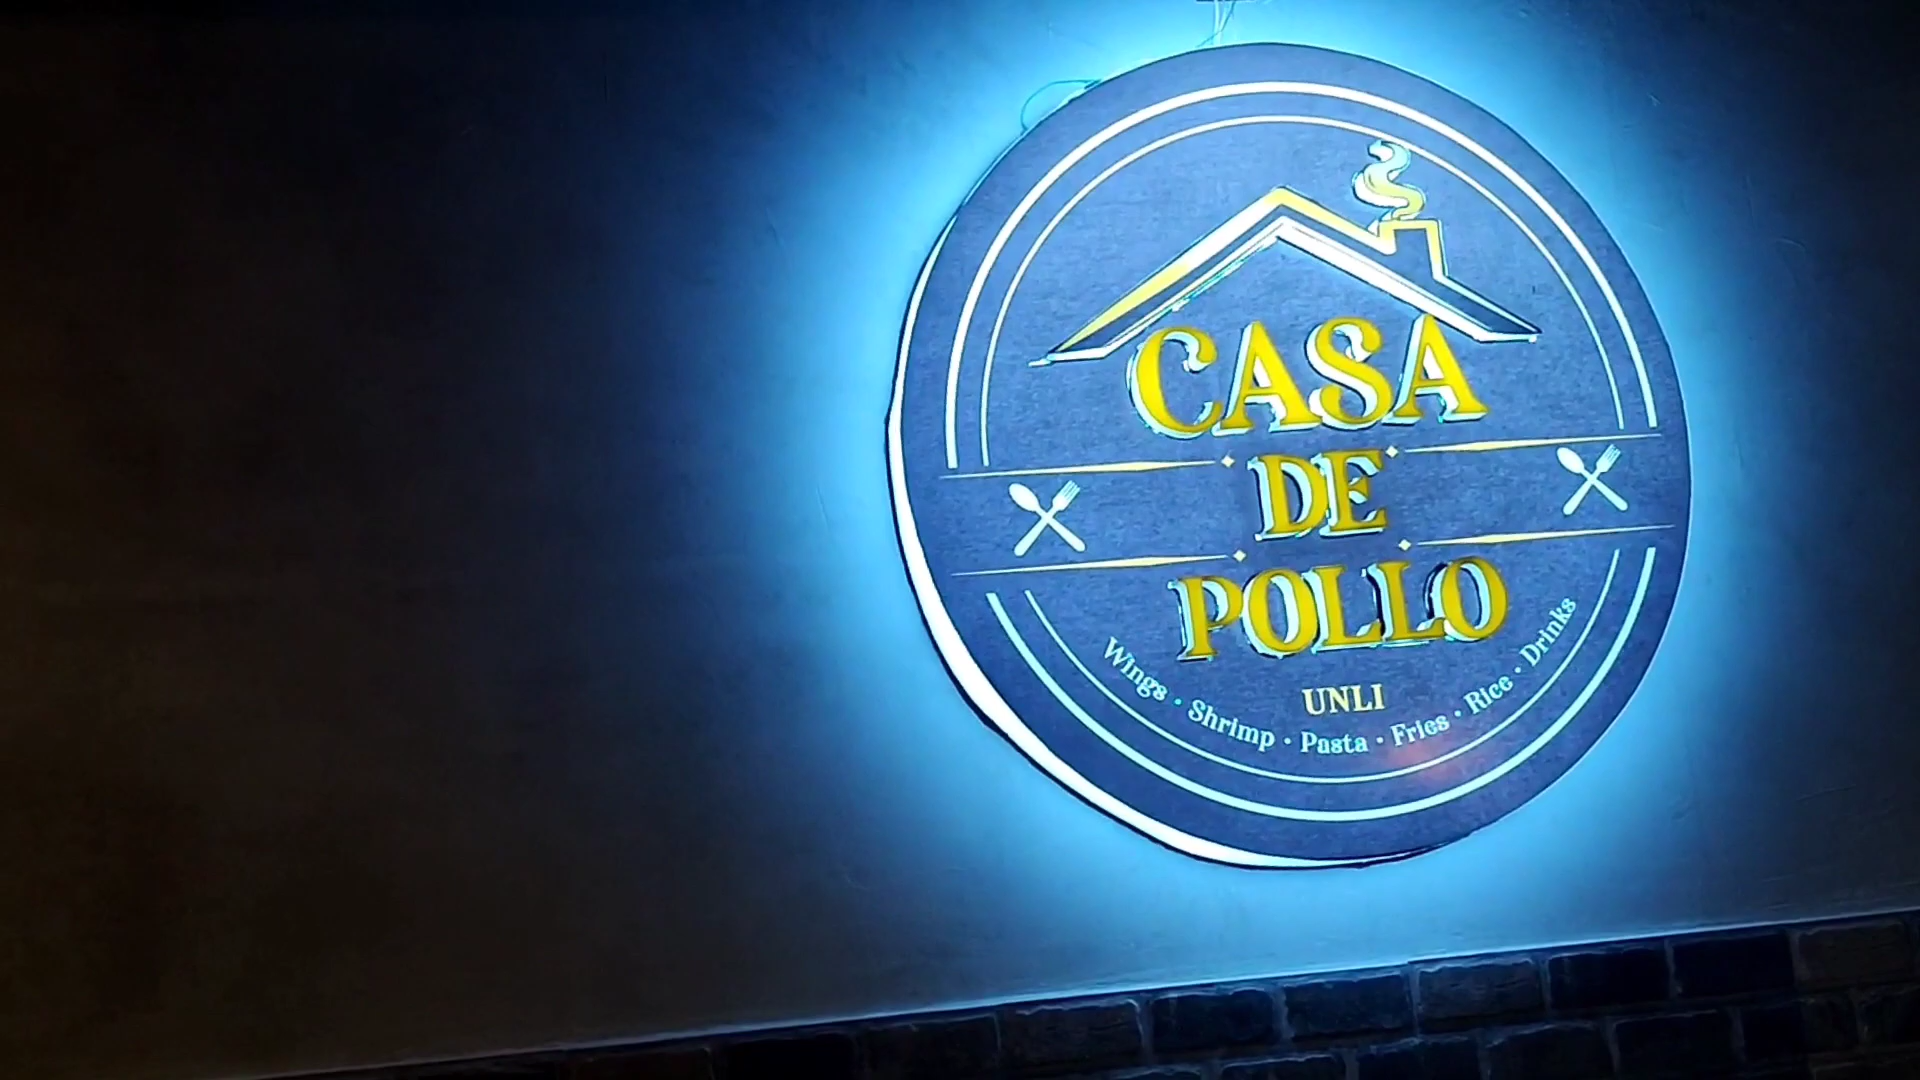 CASA
DE
POLLO
UNLI
Wings · Shrimp · Pasta · Fries · Rice · Drinks